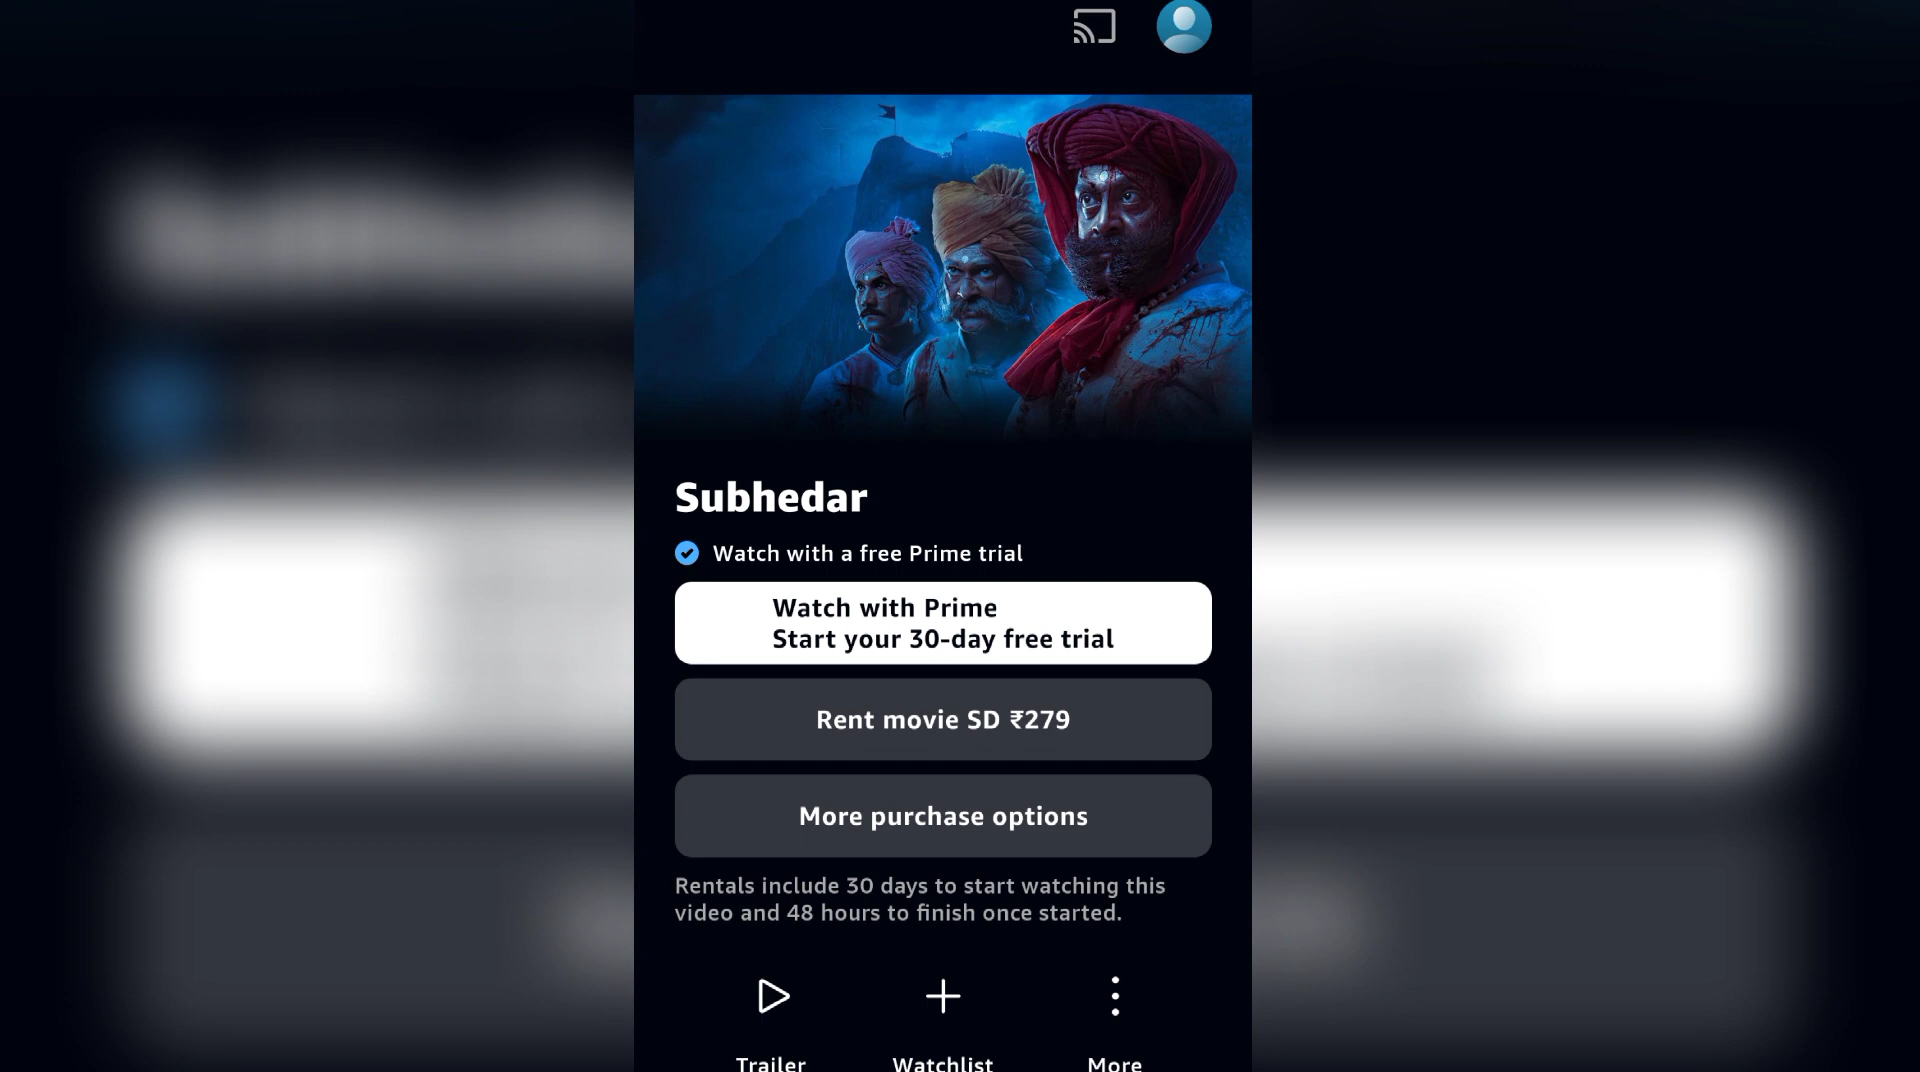 Subhedar
Watch with a free Prime trial
Watch with Prime
Start your 30-day free trial
Rent movie SD ₹279
More purchase options
Rentals include 30 days to start watching this
video and 48 hours to finish once started.
Trailer
Watchlist
More